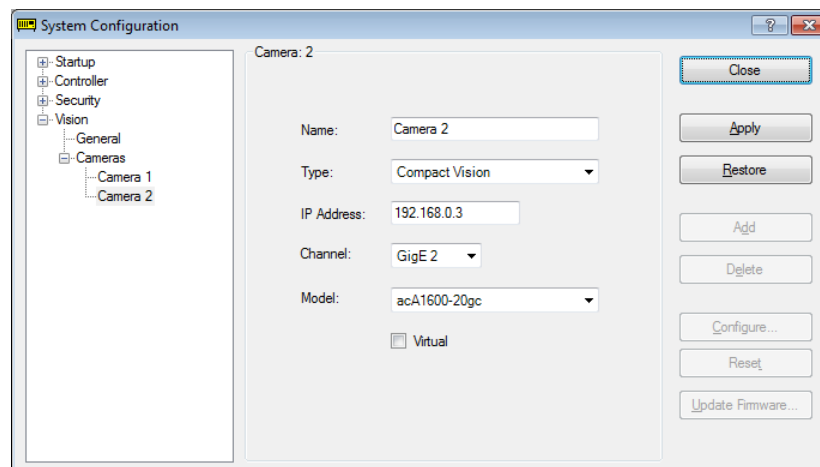 System Configuration
Startup
Controller
Security
Vision
General
Cameras
Camera 1
Camera 2
Camera: 2
Name: Camera 2
Type: Compact Vision
IP Address: 192.168.0.3
Channel: GigE 2
Model: acA1600-20gc
Virtual
Close
Apply
Restore
Add
Delete
Configure...
Reset
Update Firmware...